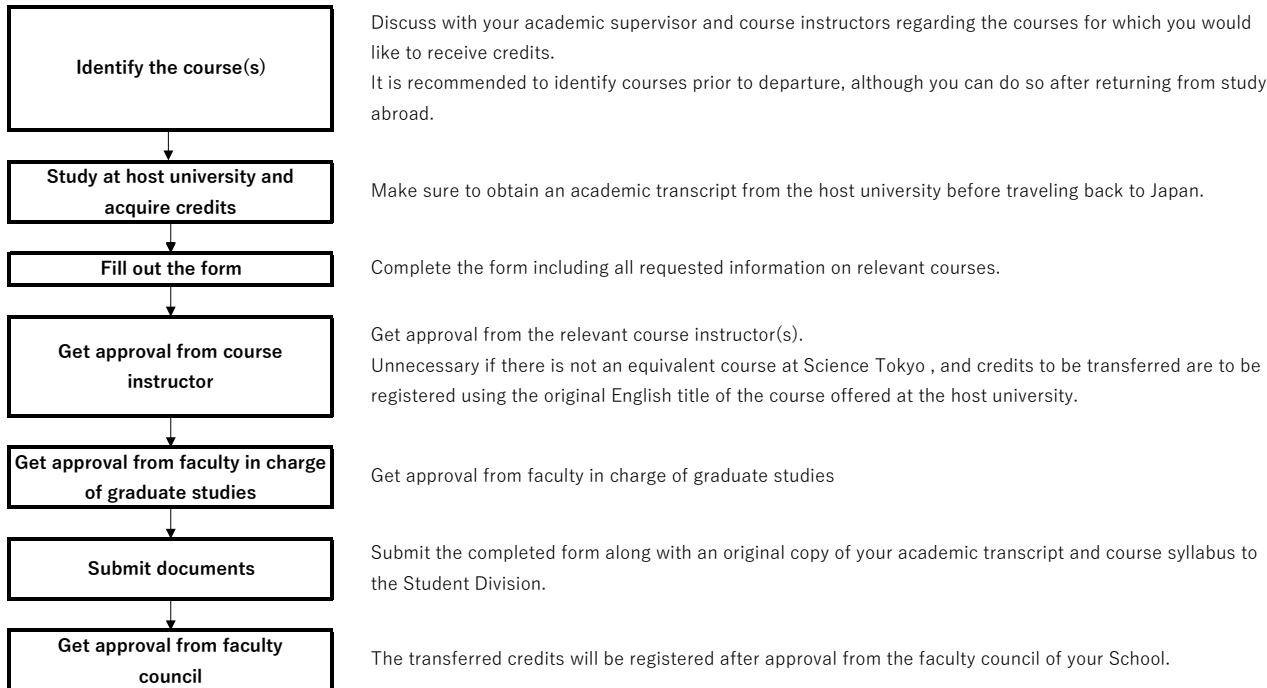 Identify the course(s)
Discuss with your academic supervisor and course instructors regarding the courses for which you would
like to receive credits.
It is recommended to identify courses prior to departure, although you can do so after returning from study
abroad.
Study at host university and
acquire credits
Make sure to obtain an academic transcript from the host university before traveling back to Japan.
Fill out the form
Complete the form including all requested information on relevant courses.
Get approval from course
instructor
Get approval from the relevant course instructor(s).
Unnecessary if there is not an equivalent course at Science Tokyo , and credits to be transferred are to be
registered using the original English title of the course offered at the host university.
Get approval from faculty in charge
of graduate studies
Get approval from faculty in charge of graduate studies
Submit documents
Submit the completed form along with an original copy of your academic transcript and course syllabus to
the Student Division.
Get approval from faculty
council
The transferred credits will be registered after approval from the faculty council of your School.